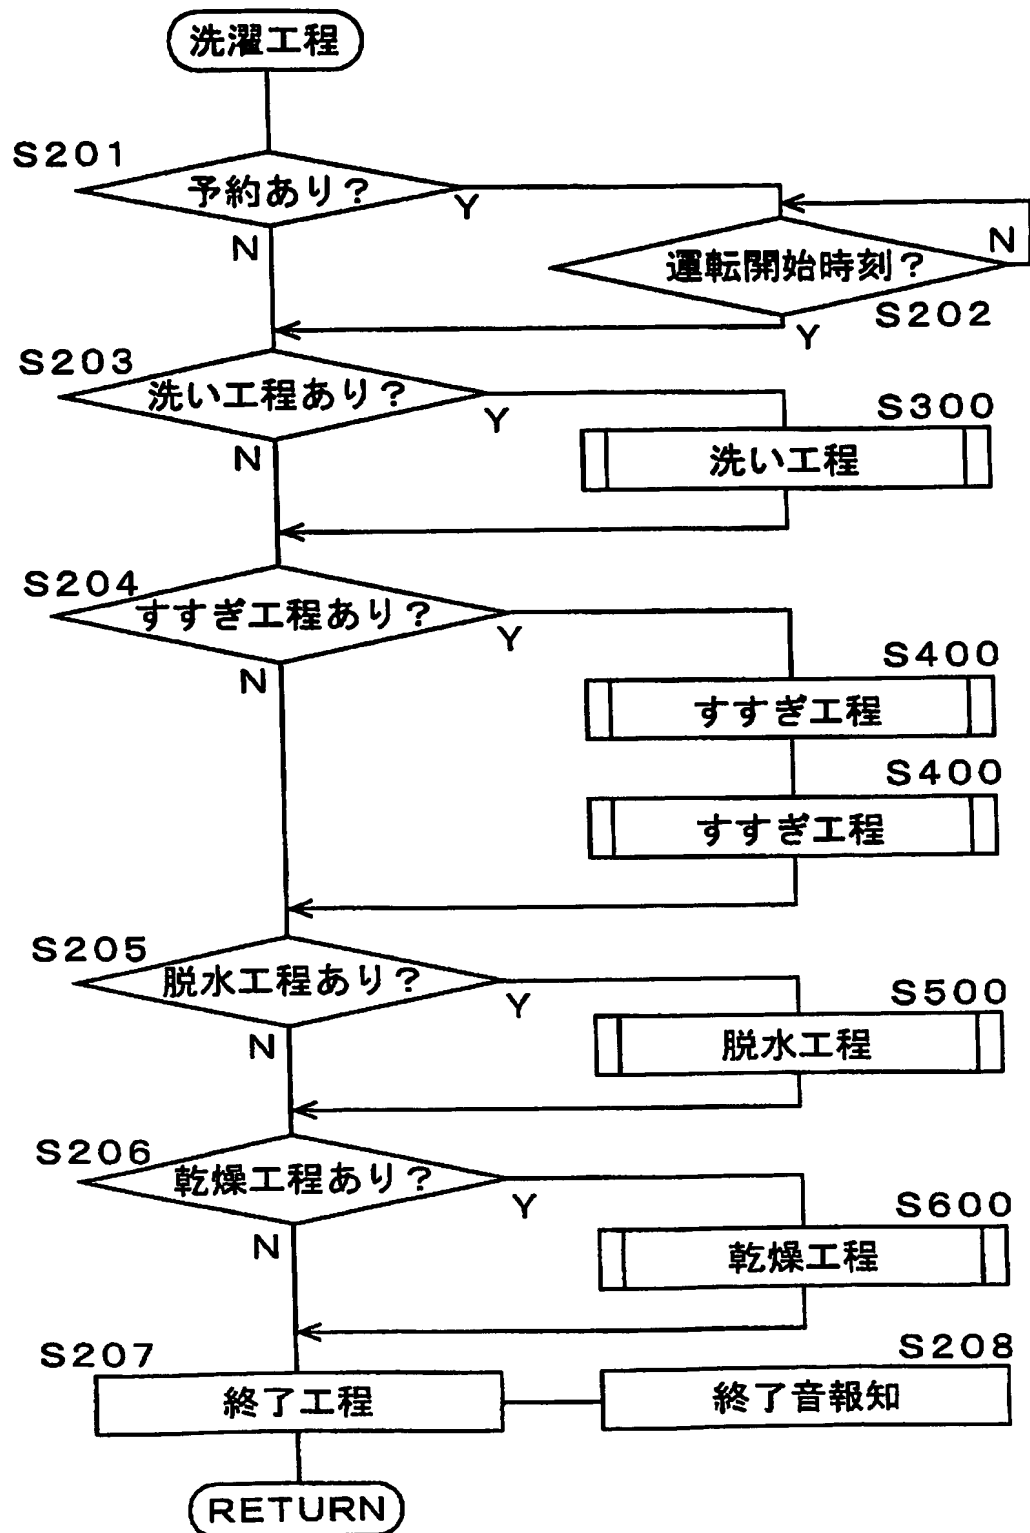 洗濯工程
S201
予約あり？
Y
N
運転開始時刻？
N
S202
Y
S203
洗い工程あり？
Y
N
S300
洗い工程
S204
すすぎ工程あり？
Y
N
S400
すすぎ工程
S400
すすぎ工程
S205
脱水工程あり？
Y
N
S500
脱水工程
S206
乾燥工程あり？
Y
N
S600
乾燥工程
S207
終了工程
S208
終了音報知
RETURN